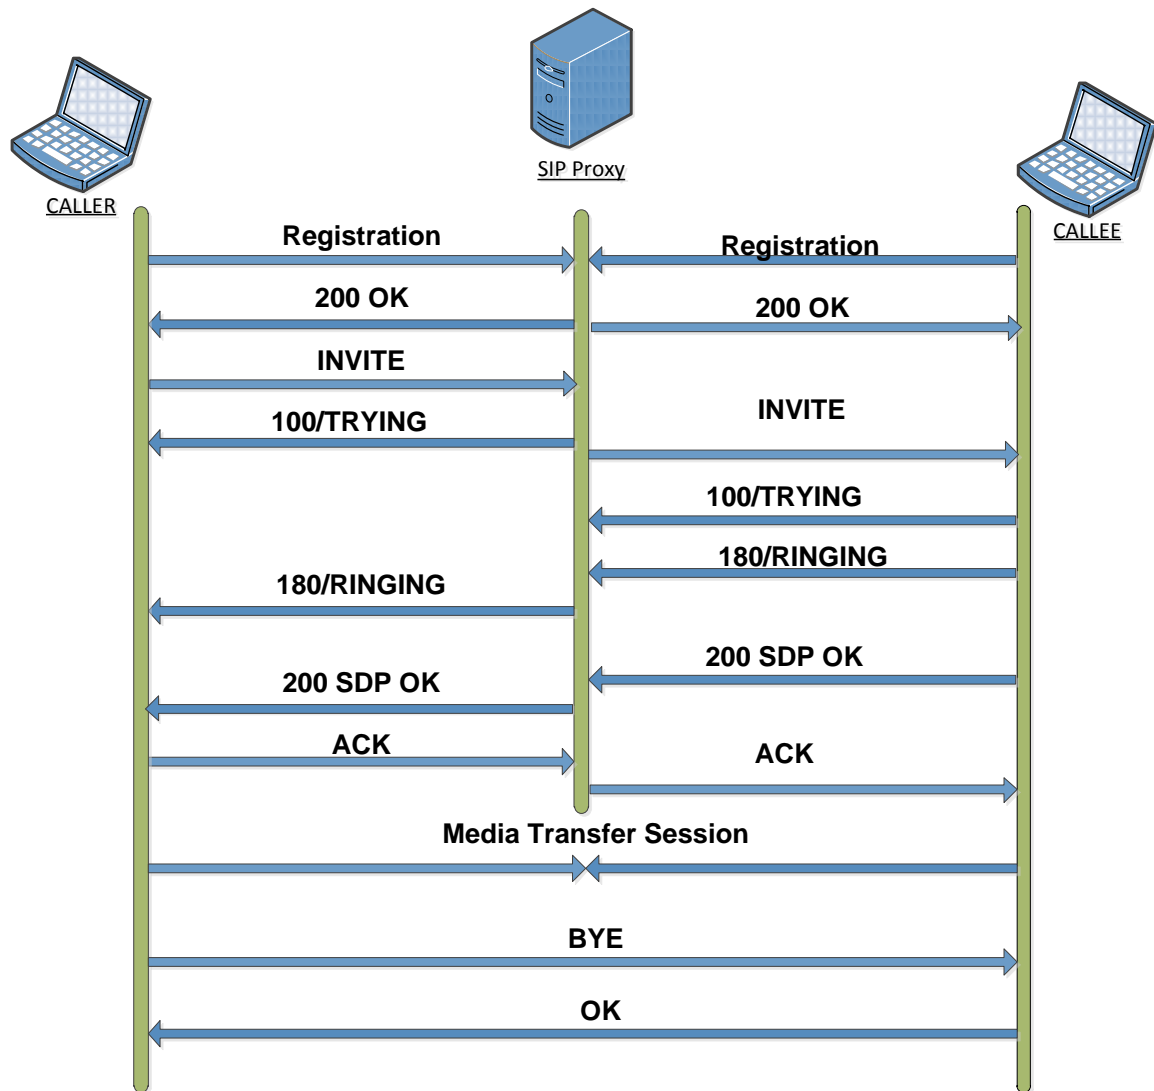 SIP Proxy
CALLER
CALLEE
Registration
Registration
200 OK
200 OK
INVITE
INVITE
100/TRYING
100/TRYING
180/RINGING
180/RINGING
200 SDP OK
200 SDP OK
ACK
ACK
Media Transfer Session
BYE
OK